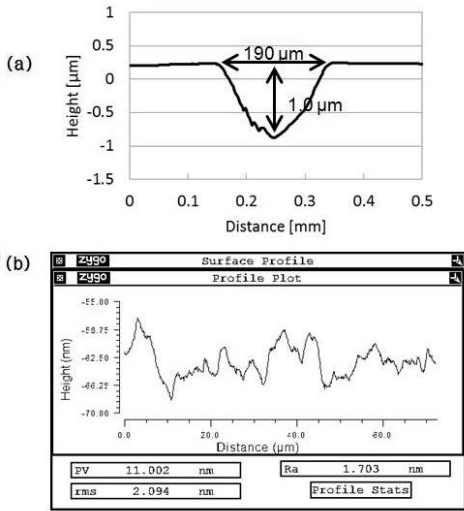 (a)
Height [μm]
1
0.5
0
-0.5
-1
-1.5
190 μm
1.0 μm
0
0.1
0.2
0.3
0.4
0.5
Distance [mm]
(b)
zygo
Surface Profile
zygo
Profile Plot
Height (nm)
-55.00
-58.75
-62.50
-66.25
-70.00
0.0
20.0
40.0
60.0
Distance (μm)
PV 11.002 nm
Ra 1.703 nm
rms 2.094 nm
Profile Stats